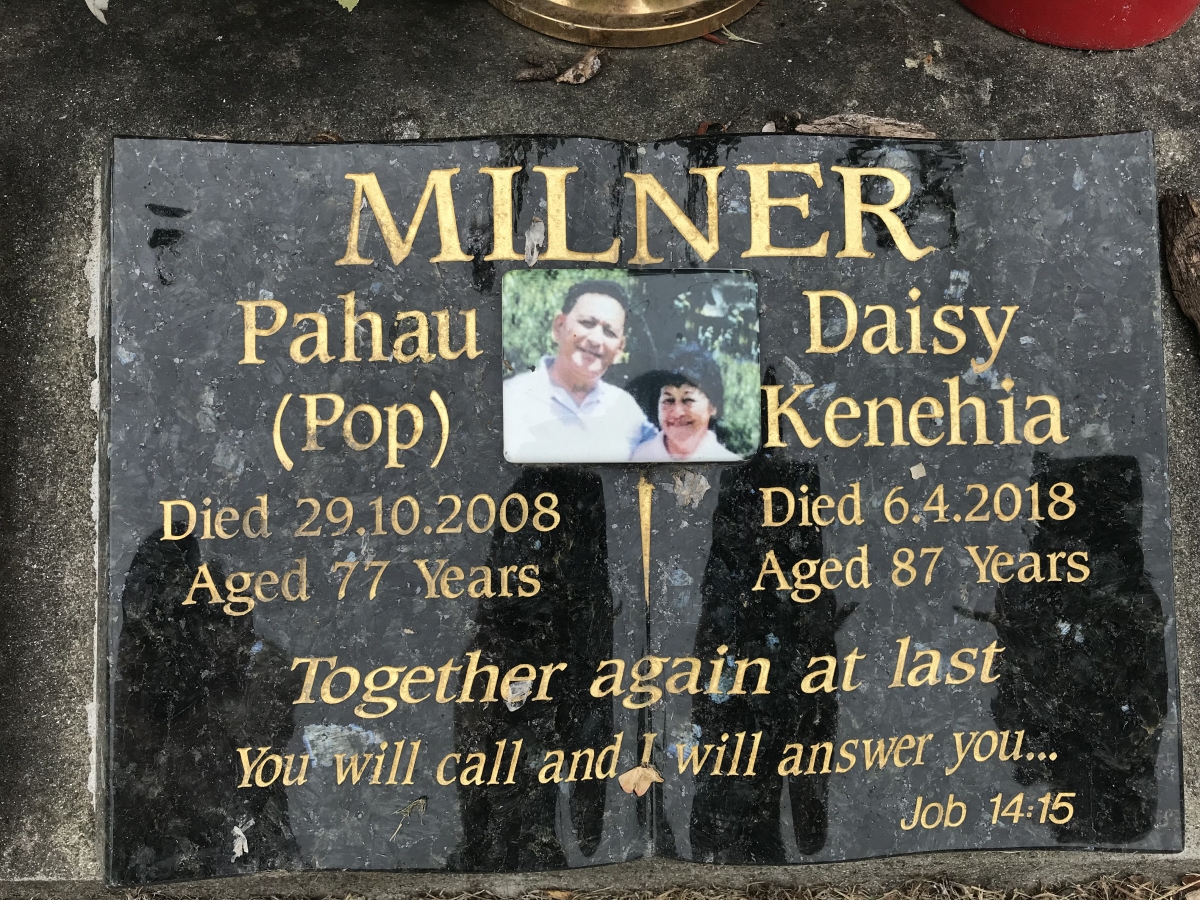 MILNER
Pahau
(Pop)
Died 29.10.2008
Aged 77 Years
Daisy
Kenehia
Died 6.4.2018
Aged 87 Years
Together again at last
You will call and I will answer you...
Job 14:15